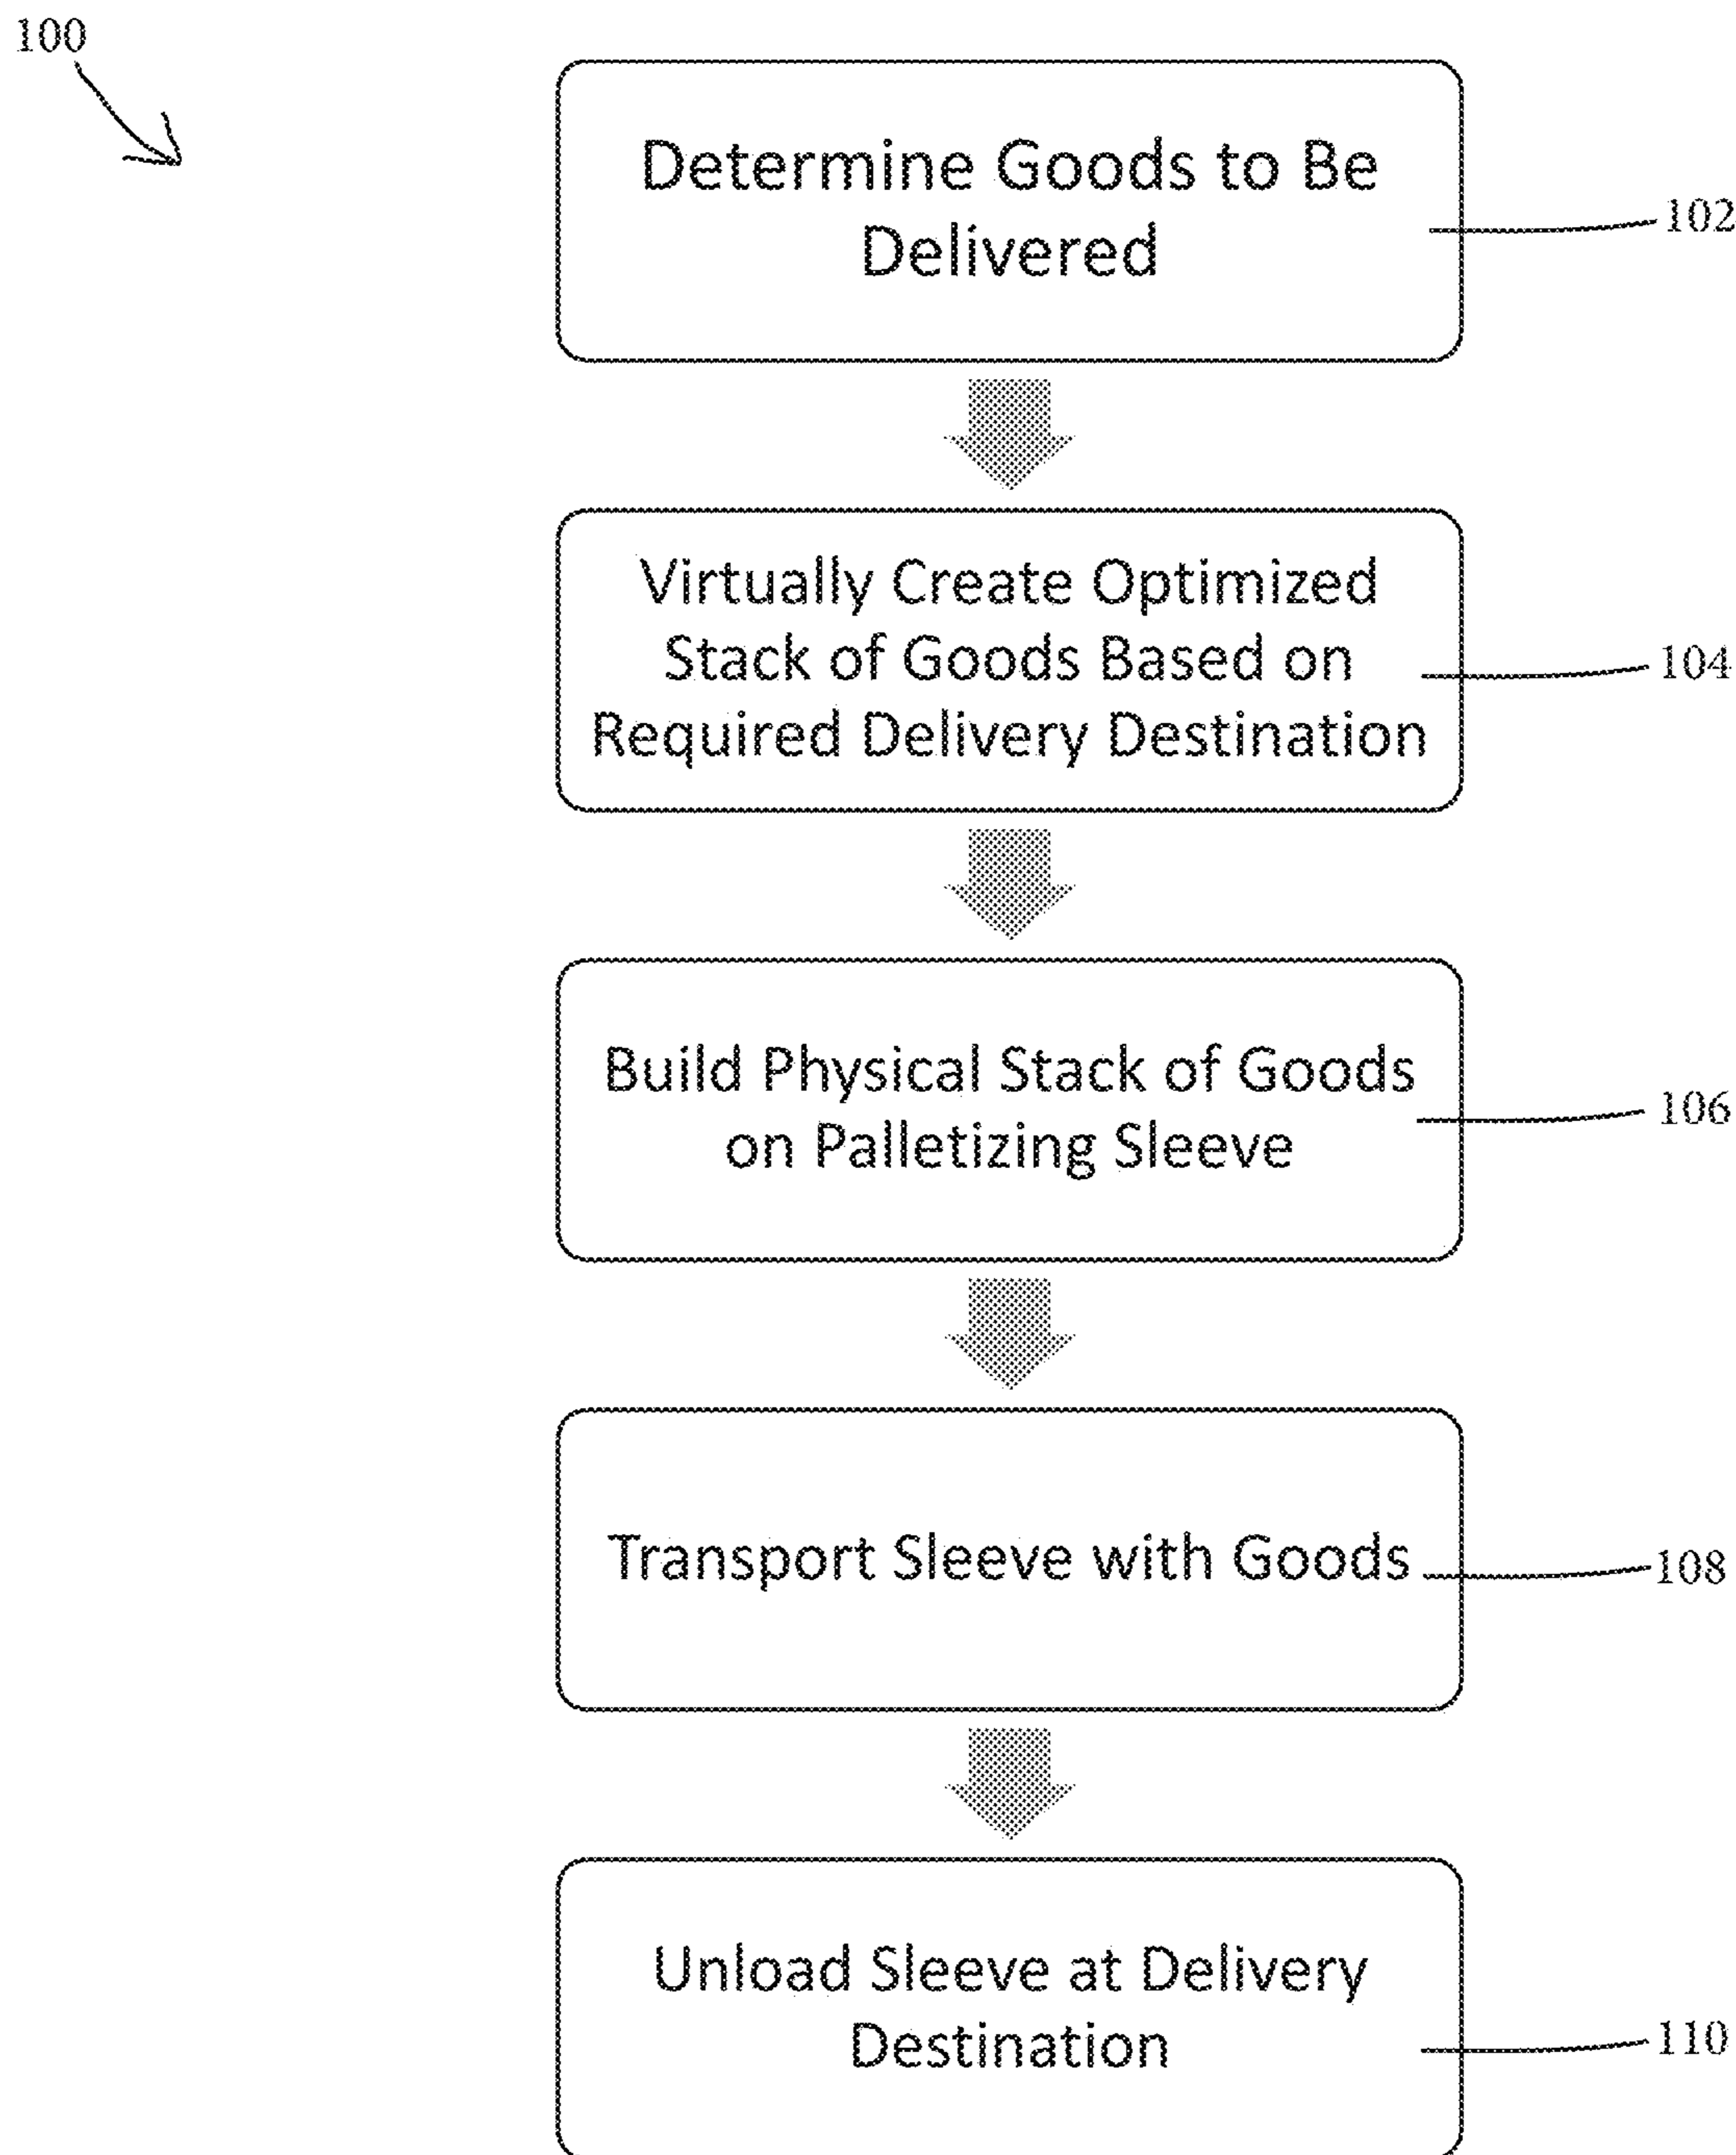 100
Determine Goods to Be
Delivered
102
Virtually Create Optimized
Stack of Goods Based on
Required Delivery Destination
104
Build Physical Stack of Goods
on Palletizing Sleeve
106
Transport Sleeve with Goods
108
Unload Sleeve at Delivery
Destination
110